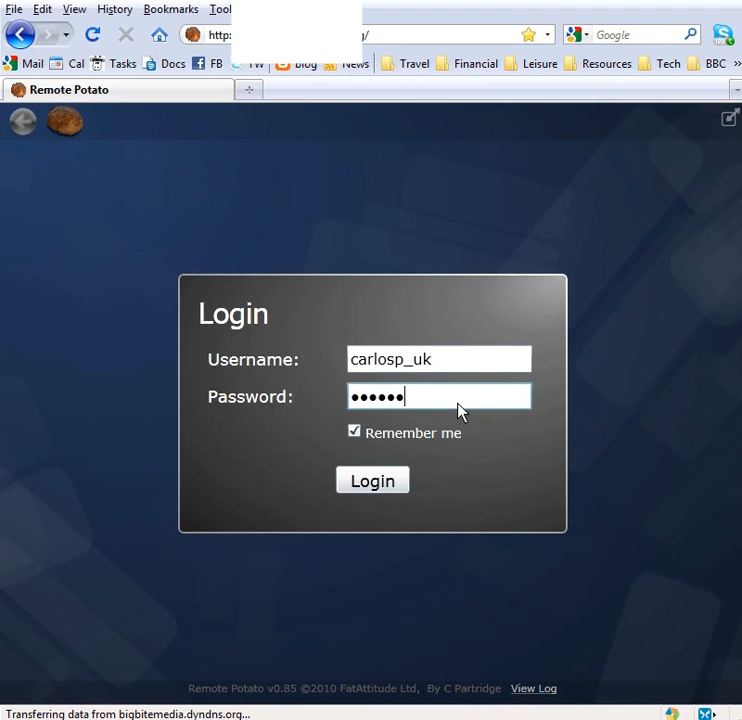 File Edit View History Bookmarks Tool
http: g/ Google
Mail Cal Tasks Docs FB TW blog News Travel Financial Leisure Resources Tech BBC »
Remote Potato
Login
Username: carlosp_uk
Password: ●●●●●●
Remember me
Login
Remote Potato v0.85 ©2010 FatAttitude Ltd, By C Partridge View Log
Transferring data from bigbitemedia.dyndns.org...